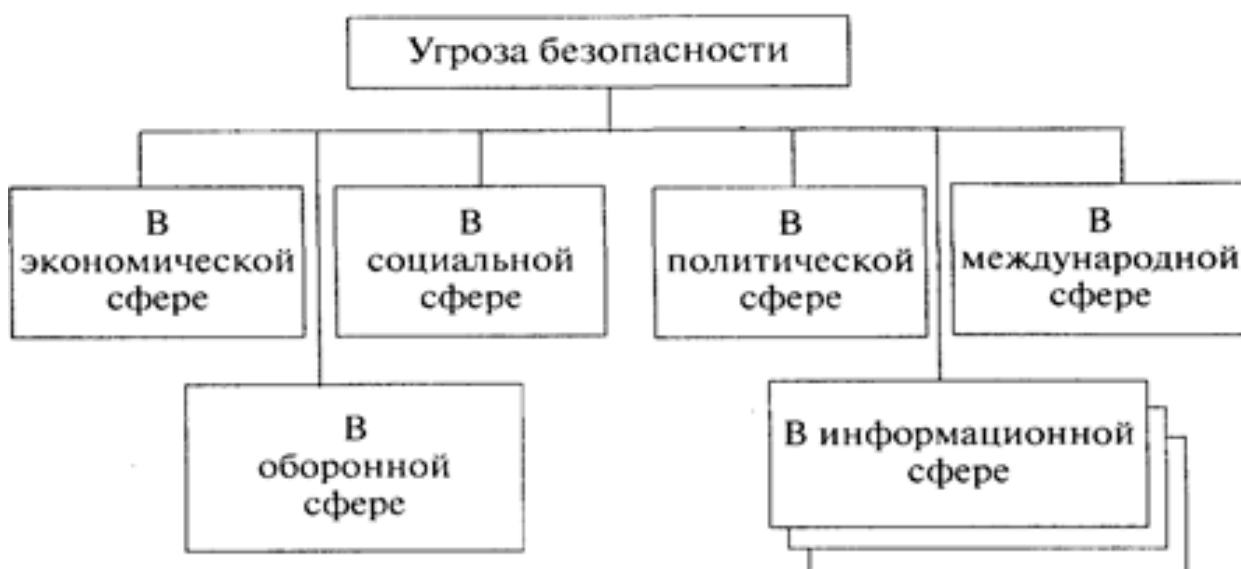 Угроза безопасности
В
экономической
сфере
В
социальной
сфере
В
политической
сфере
В
международной
сфере
В
оборонной
сфере
В информационной
сфере